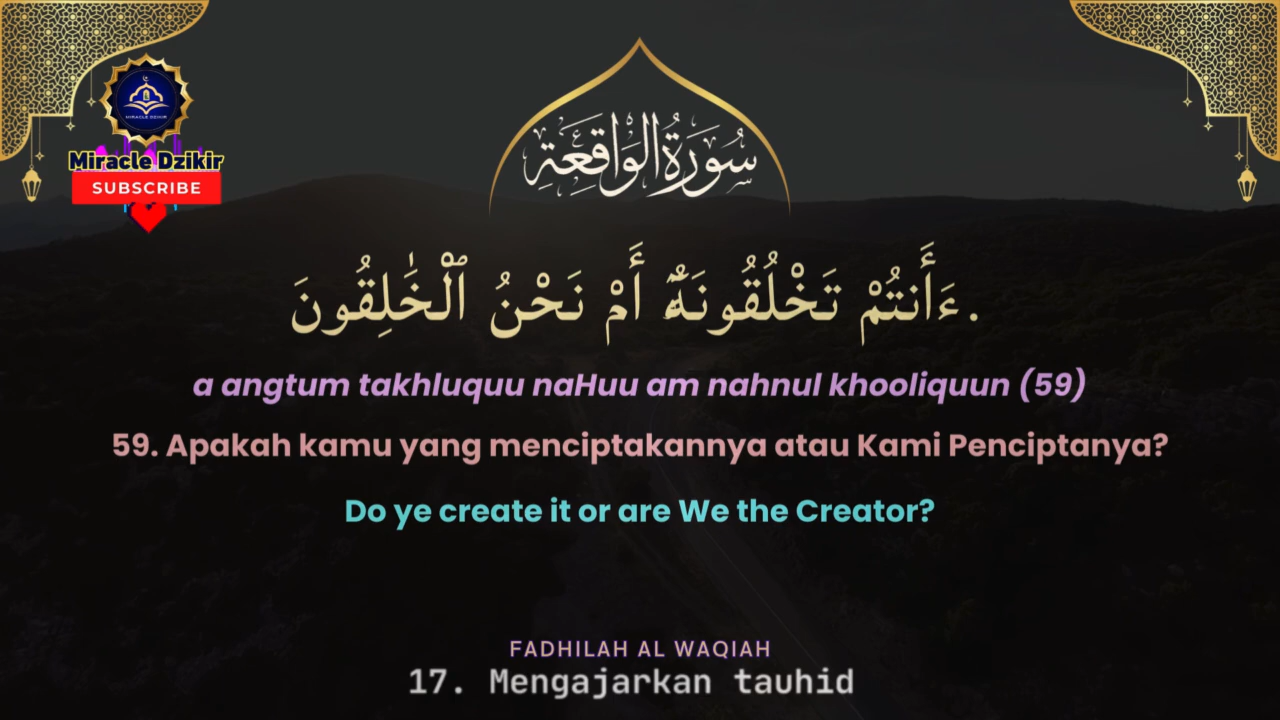 MIRACLE DZIKIR
Miracle Dzikir
SUBSCRIBE
سُورَةُ الوَاقِعَةِ
ءَأَنتُمْ تَخْلُقُونَهُۥٓ أَمْ نَحْنُ ٱلْخَٰلِقُونَ.
a angtum takhluquu naHuu am nahnul khooliquun (59)
59. Apakah kamu yang menciptakannya atau Kami Penciptanya?
Do ye create it or are We the Creator?
FADHILAH AL WAQIAH
17. Mengajarkan tauhid